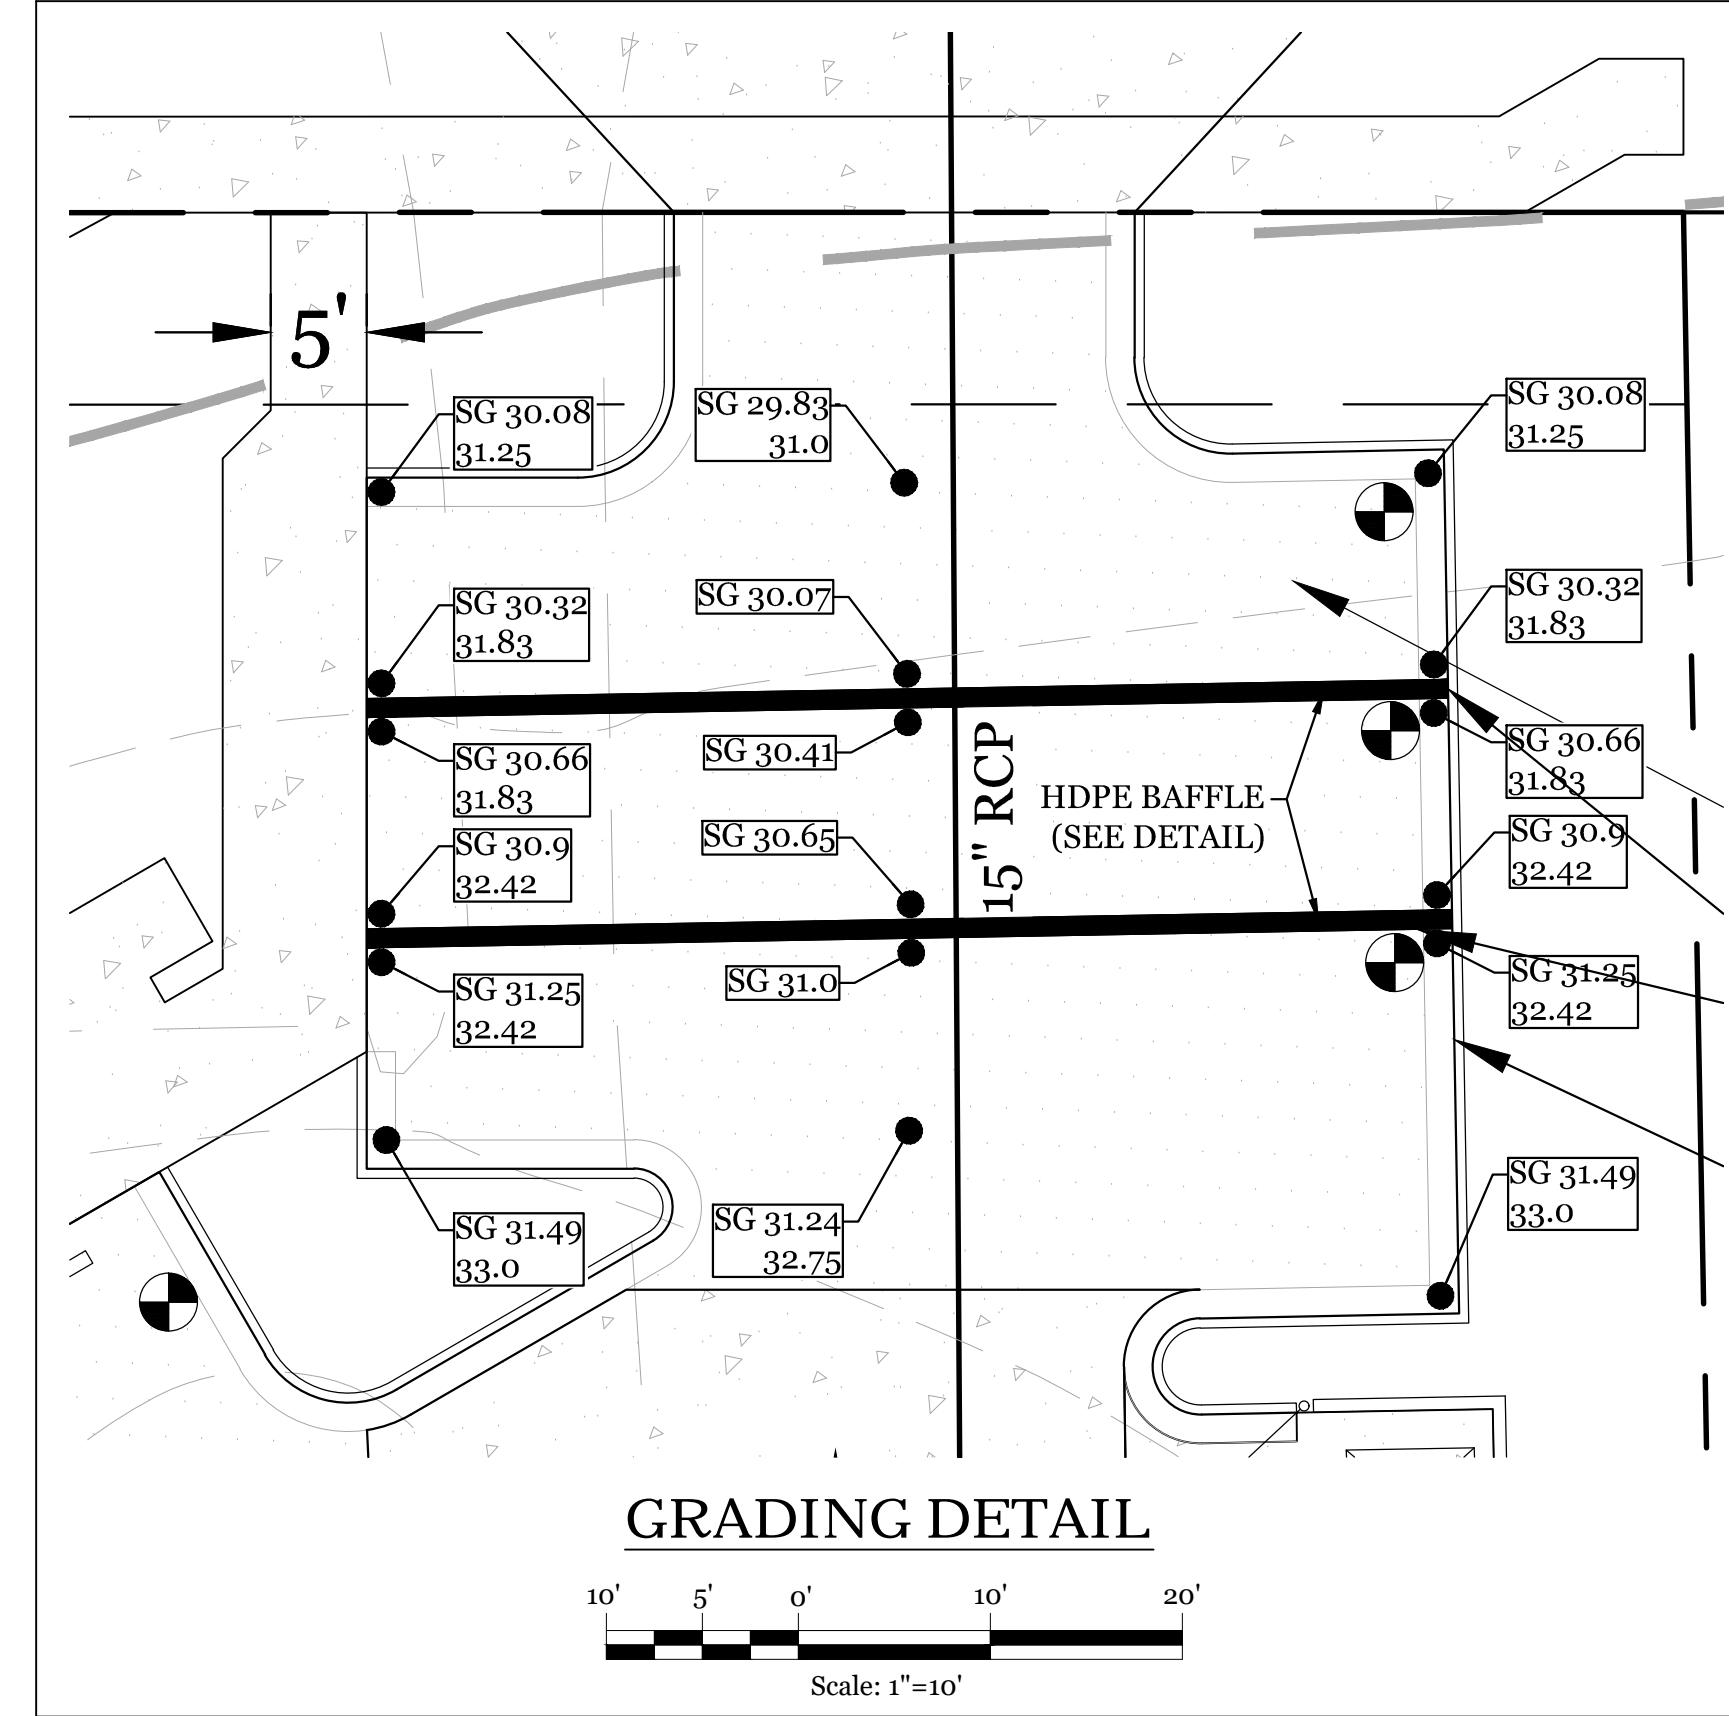 5'
SG 30.08
31.25
SG 29.83
31.0
SG 30.08
31.25
SG 30.32
31.83
SG 30.07
SG 30.32
31.83
SG 30.66
31.83
SG 30.41
SG 30.66
31.83
15" RCP
HDPE BAFFLE
(SEE DETAIL)
SG 30.9
32.42
SG 30.65
SG 30.9
32.42
SG 31.25
32.42
SG 31.0
SG 31.25
32.42
SG 31.49
33.0
SG 31.24
32.75
SG 31.49
33.0
GRADING DETAIL
10' 5' 0' 10' 20'
Scale: 1"=10'